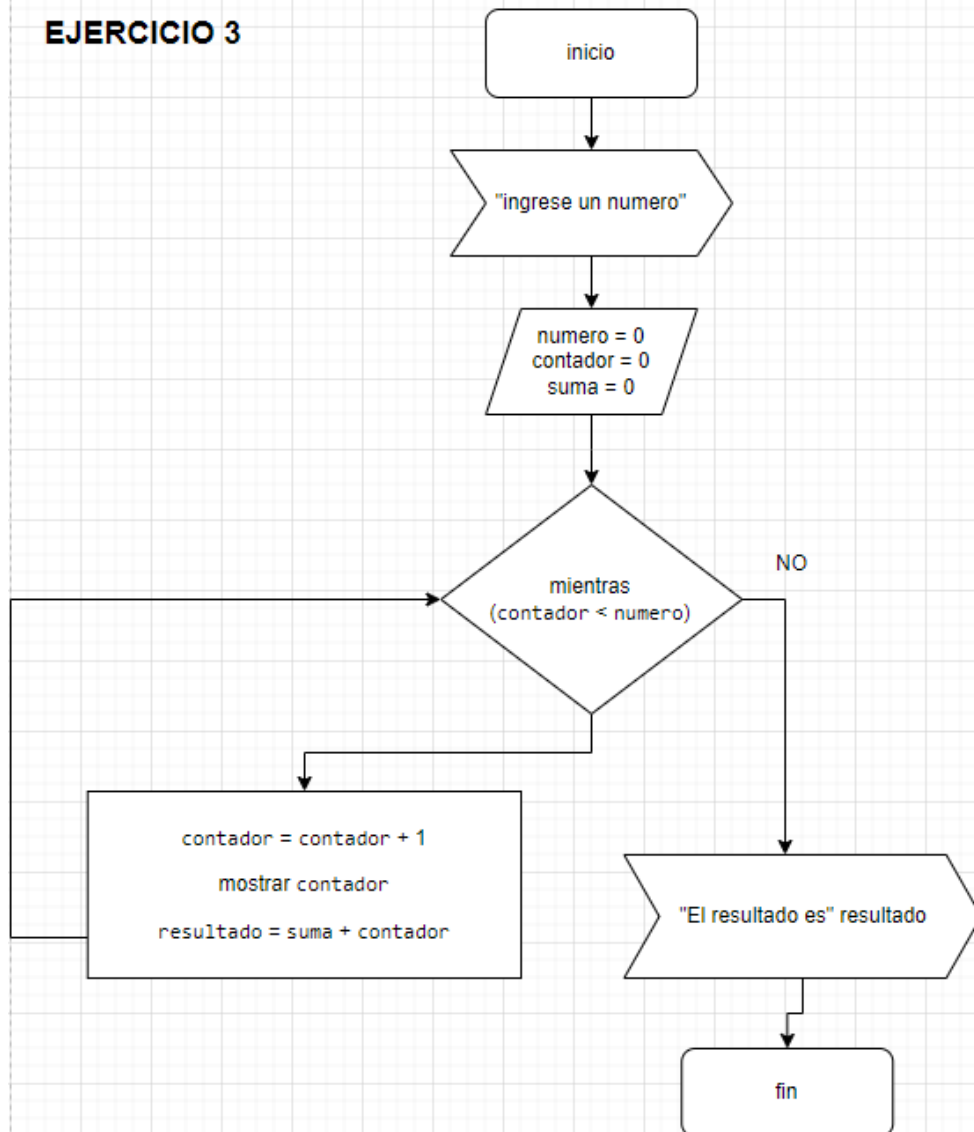 EJERCICIO 3
inicio
"ingrese un numero"
numero = 0
contador = 0
suma = 0
mientras
(contador < numero)
NO
contador = contador + 1
mostrar contador
resultado = suma + contador
"El resultado es" resultado
fin